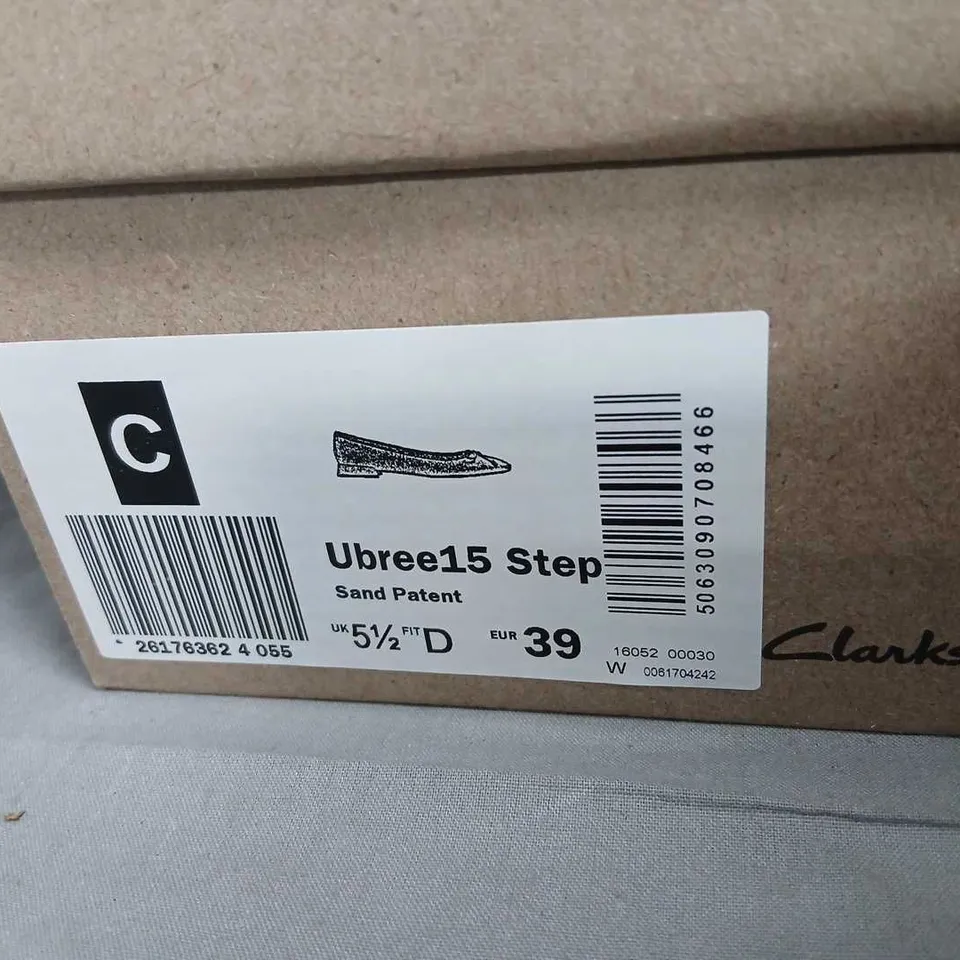 C
Ubree15 Step
Sand Patent
UK 5½ FIT D EUR 39
26176362 4 055
5063090708466
16052 00030
W 0061704242
Clarks